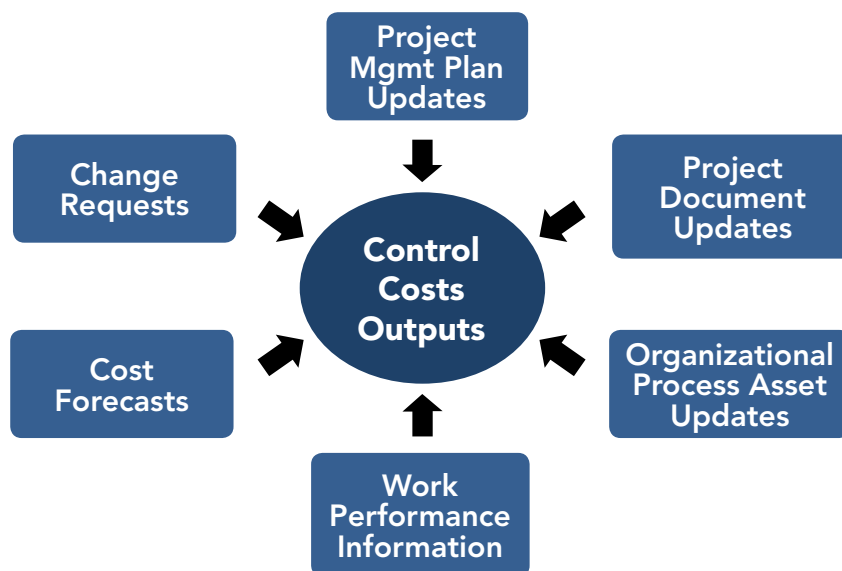 Project
Mgmt Plan
Updates
Change
Requests
Project
Document
Updates
Control
Costs
Outputs
Cost
Forecasts
Organizational
Process Asset
Updates
Work
Performance
Information